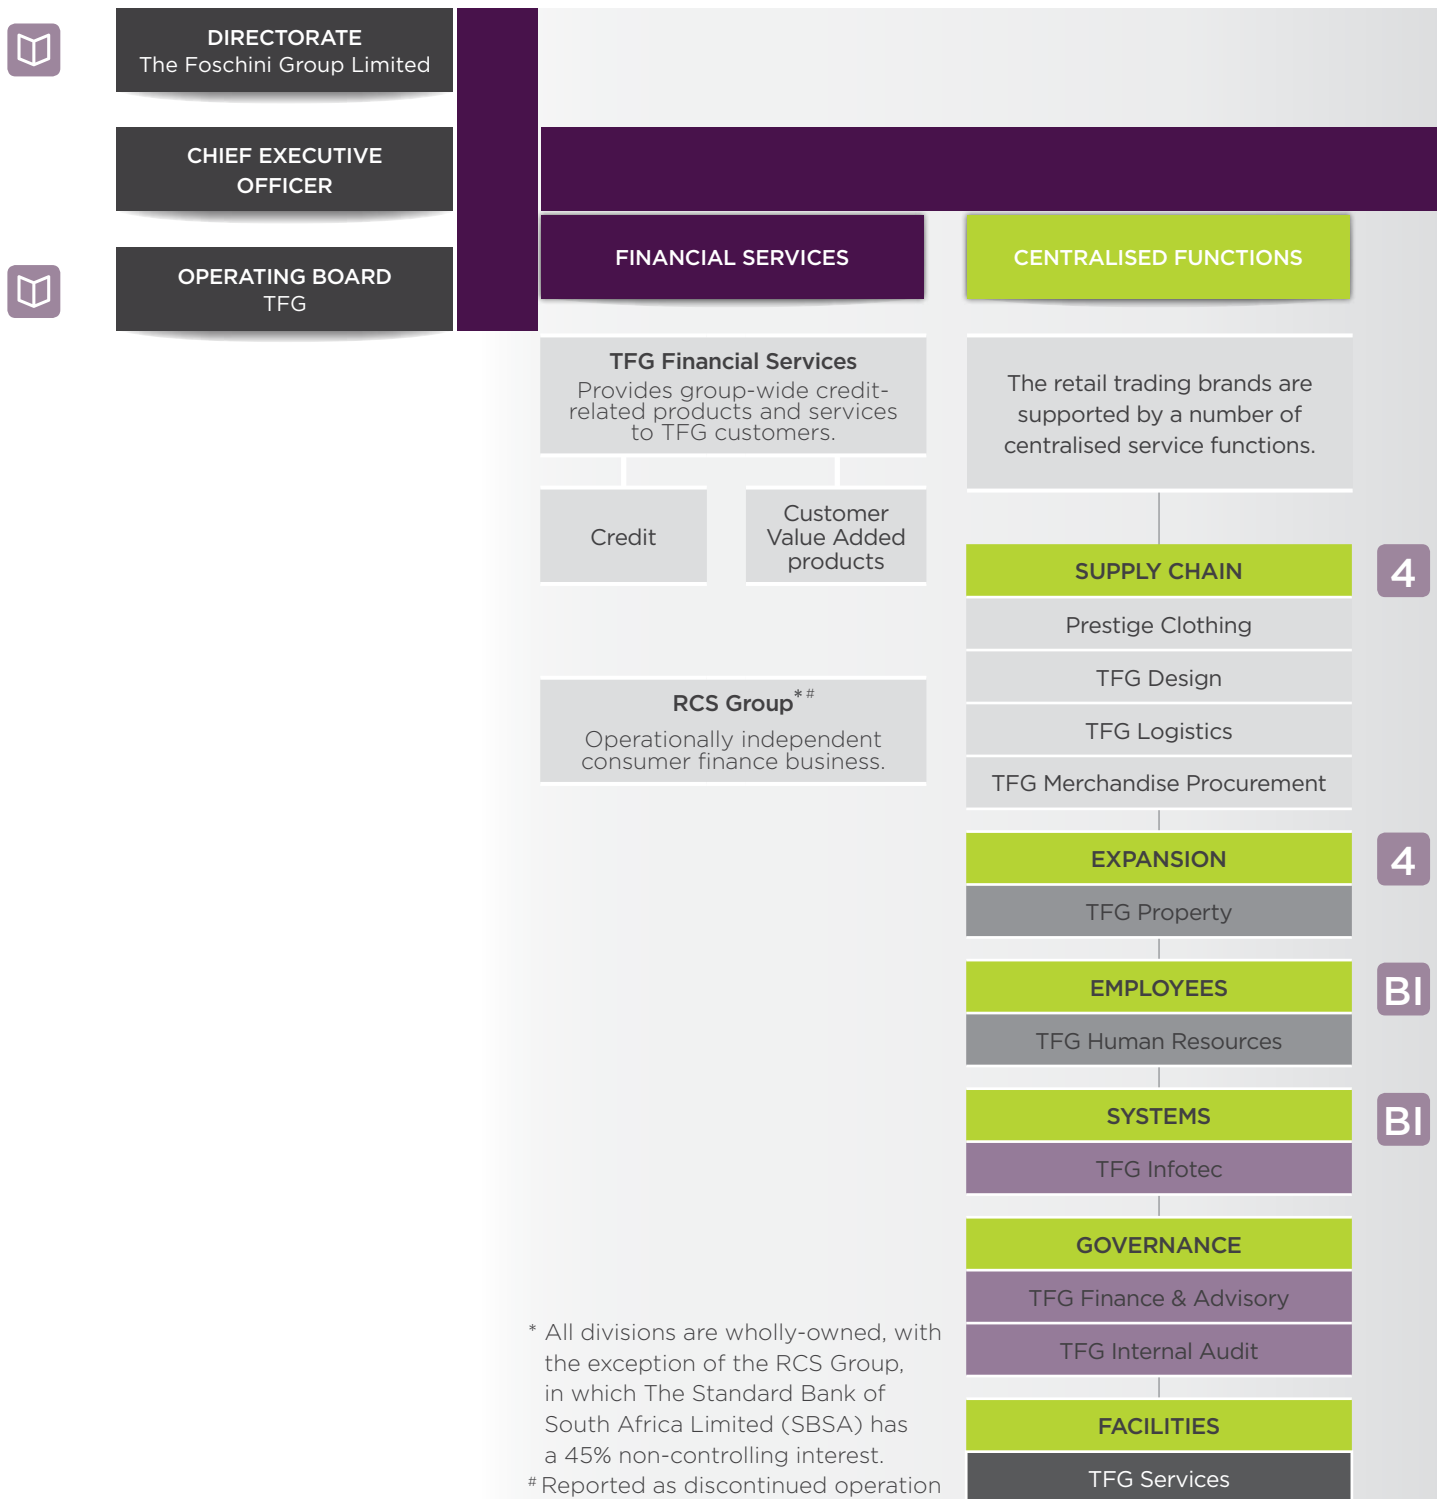 DIRECTORATE
The Foschini Group Limited
CHIEF EXECUTIVE
OFFICER
OPERATING BOARD
TFG
FINANCIAL SERVICES
TFG Financial Services
Provides group-wide credit-
related products and services
to TFG customers.
Credit
Customer
Value Added
products
RCS Group*#
Operationally independent
consumer finance business.
* All divisions are wholly-owned, with
the exception of the RCS Group,
in which The Standard Bank of
South Africa Limited (SBSA) has
a 45% non-controlling interest.
# Reported as discontinued operation
CENTRALISED FUNCTIONS
The retail trading brands are
supported by a number of
centralised service functions.
SUPPLY CHAIN
4
Prestige Clothing
TFG Design
TFG Logistics
TFG Merchandise Procurement
EXPANSION
4
TFG Property
EMPLOYEES
BI
TFG Human Resources
SYSTEMS
BI
TFG Infotec
GOVERNANCE
TFG Finance & Advisory
TFG Internal Audit
FACILITIES
TFG Services